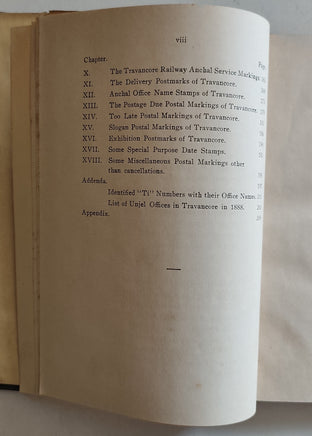 viii
Chapter.
X. The Travancore Railway Anchal Service Markings.
XI. The Delivery Postmarks of Travancore.
XII. Anchal Office Name Stamps of Travancore.
XIII. The Postage Due Postal Markings of Travancore.
XIV. Too Late Postal Markings of Travancore.
XV. Slogan Postal Markings of Travancore.
XVI. Exhibition Postmarks of Travancore.
XVII. Some Special Purpose Date Stamps.
XVIII. Some Miscellaneous Postal Markings other
than cancellations.
Addenda.
Identified "Ti" Numbers with their Office Names.
List of Unjel Offices in Travancore in 1888.
Appendix.